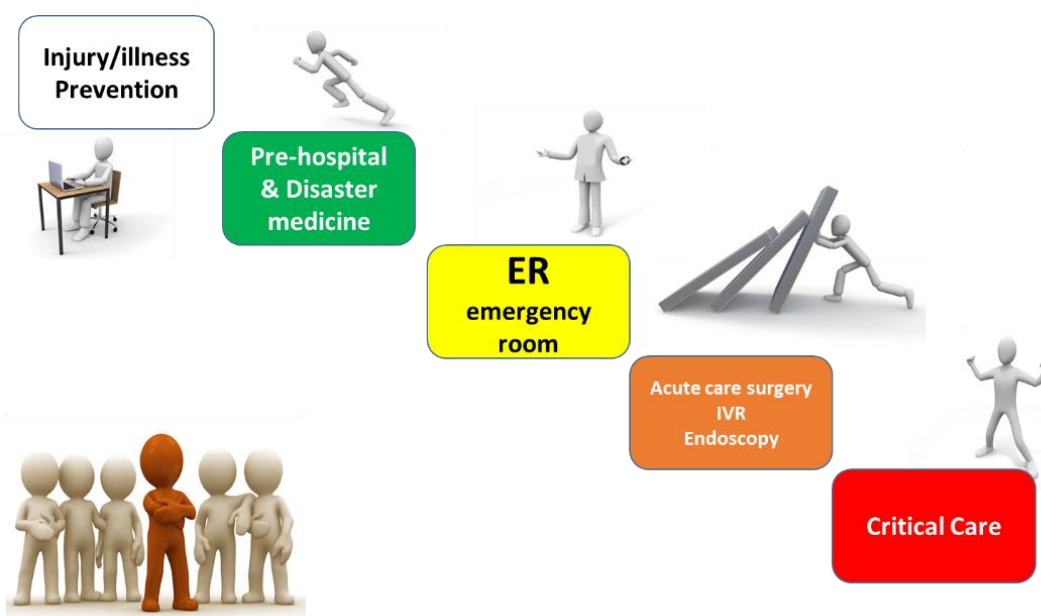 Injury/illness
Prevention
Pre-hospital
& Disaster
medicine
ER
emergency
room
Acute care surgery
IVR
Endoscopy
Critical Care